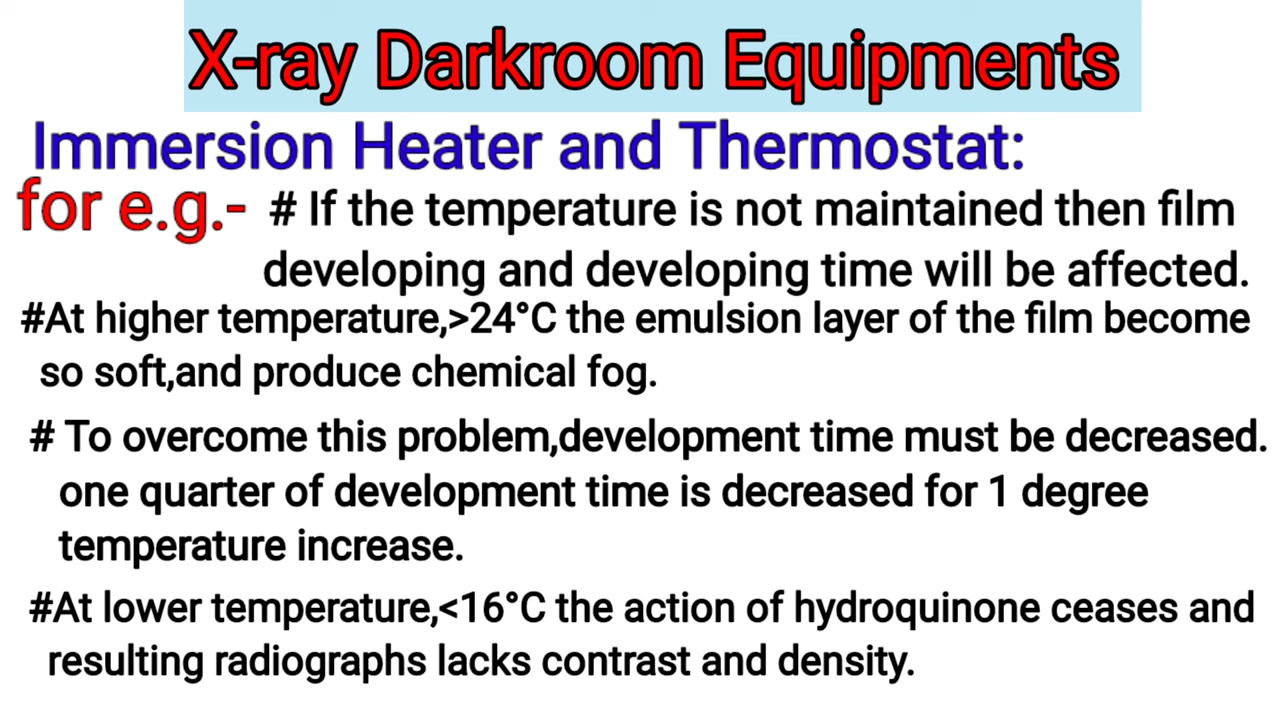 X-ray Darkroom Equipments
Immersion Heater and Thermostat:
for e.g.- # If the temperature is not maintained then film
developing and developing time will be affected.
#At higher temperature,>24°C the emulsion layer of the film become
so soft,and produce chemical fog.
# To overcome this problem,development time must be decreased.
one quarter of development time is decreased for 1 degree
temperature increase.
#At lower temperature,<16°C the action of hydroquinone ceases and
resulting radiographs lacks contrast and density.